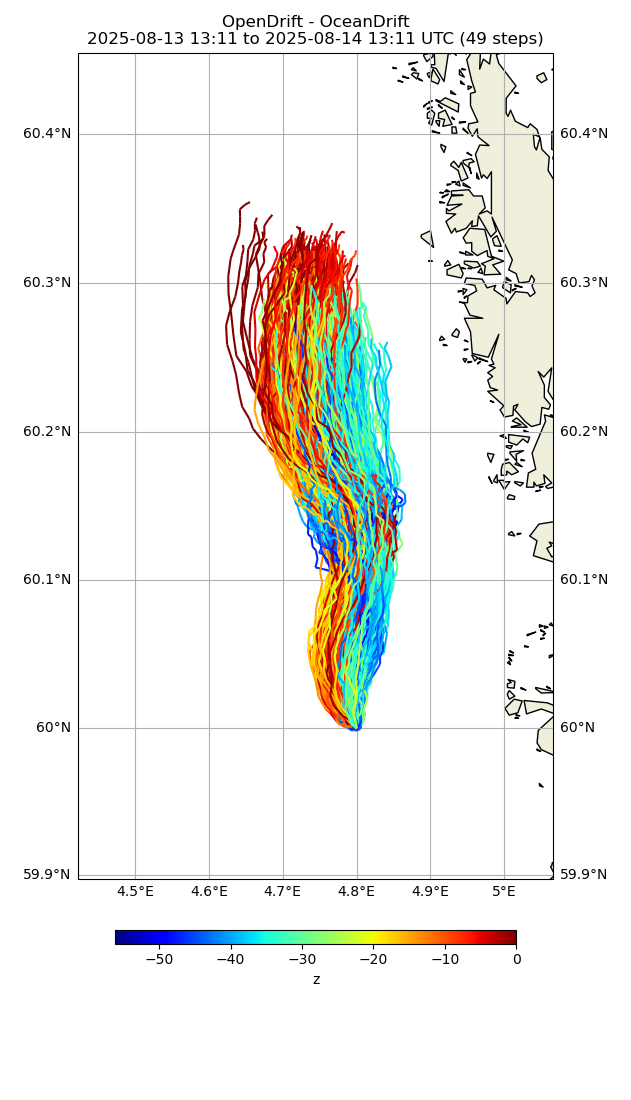 OpenDrift - OceanDrift
2025-08-13 13:11 to 2025-08-14 13:11 UTC (49 steps)
60.4°N 60.4°N
60.3°N 60.3°N
60.2°N 60.2°N
60.1°N 60.1°N
60°N 60°N
59.9°N 59.9°N
4.5°E 4.6°E 4.7°E 4.8°E 4.9°E 5°E
−50 −40 −30 −20 −10 0
z